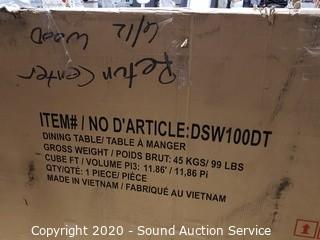 6/12 WOOD
Return Center
ITEM# / NO D'ARTICLE:DSW100DT
DINING TABLE/ TABLE À MANGER
GROSS WEIGHT / POIDS BRUT: 45 KGS/ 99 LBS
CUBE FT / VOLUME Pi3: 11.86' / 11,86 Pi
QTY/QTÉ: 1 PIECE/ PIÈCE
MADE IN VIETNAM / FABRIQUÉ AU VIETNAM
Copyright 2020 - Sound Auction Service